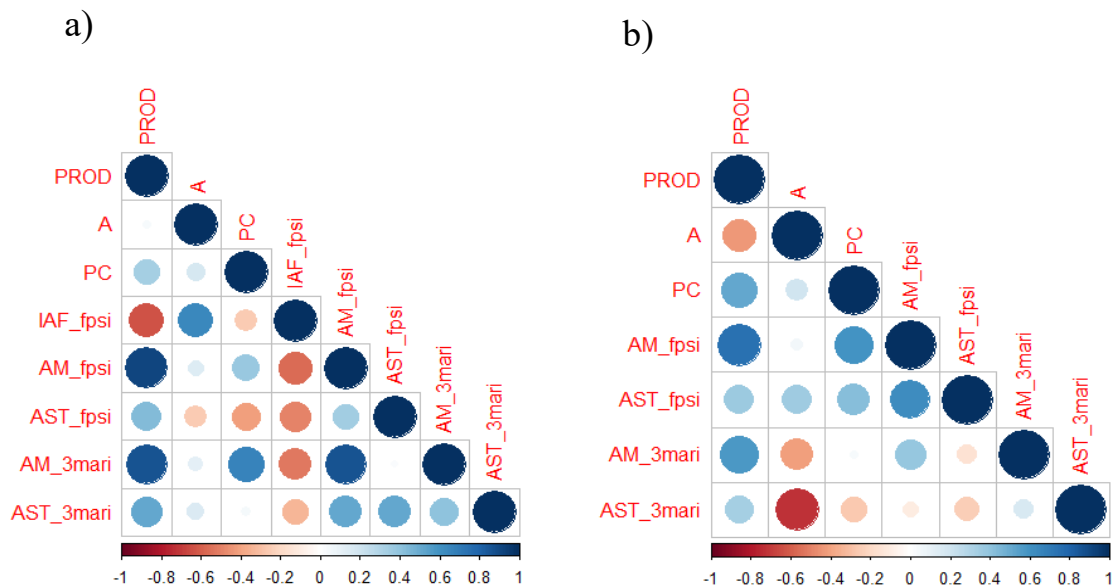 a)
PROD
A
PC
IAF_fpsi
AM_fpsi
AST_fpsi
AM_3mari
AST_3mari
PROD
A
PC
IAF_fpsi
AM_fpsi
AST_fpsi
AM_3mari
AST_3mari
-1 -0.8 -0.6 -0.4 -0.2 0 0.2 0.4 0.6 0.8 1
b)
PROD
A
PC
AM_fpsi
AST_fpsi
AM_3mari
AST_3mari
PROD
A
PC
AM_fpsi
AST_fpsi
AM_3mari
AST_3mari
-1 -0.8 -0.6 -0.4 -0.2 0 0.2 0.4 0.6 0.8 1